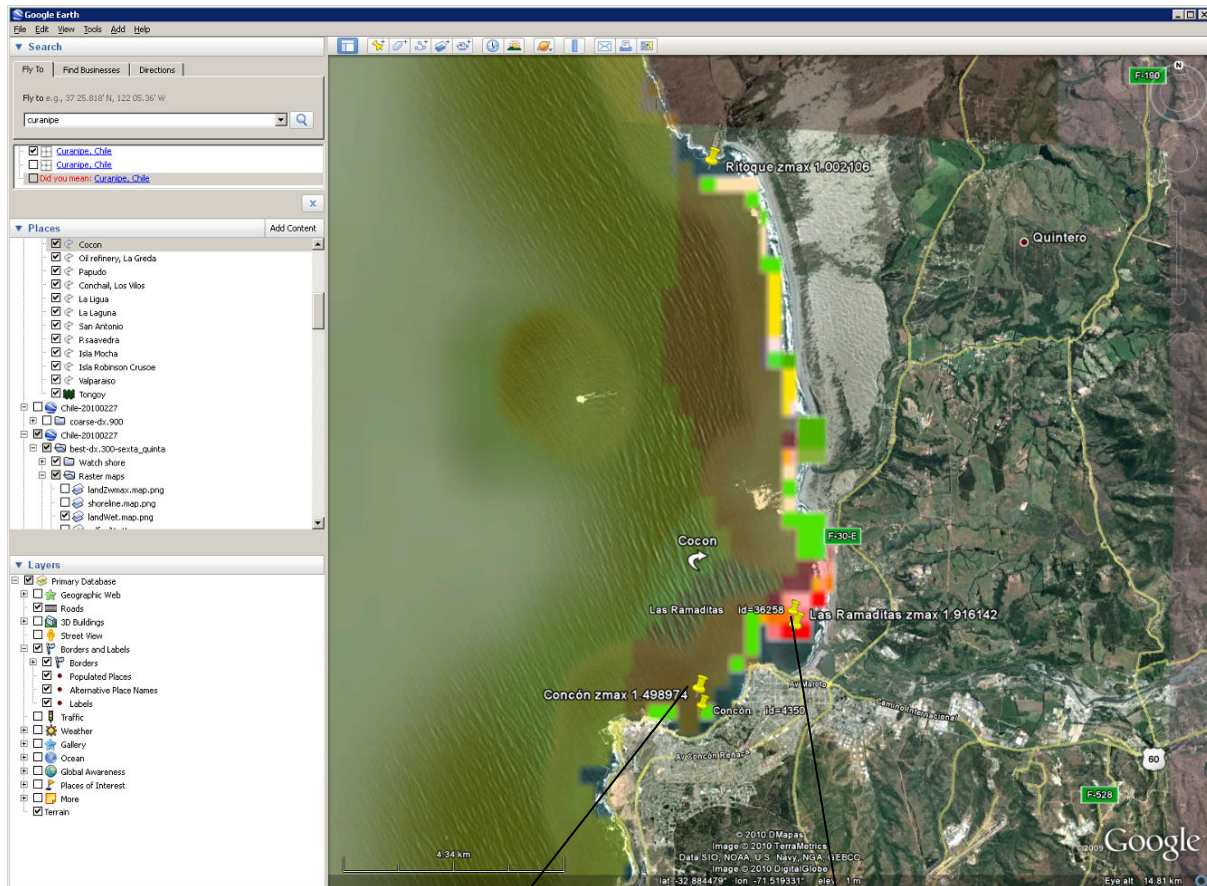 Google Earth
File Edit View Tools Add Help
Search
Fly To Find Businesses Directions
Fly to e.g., 37 25.818' N, 122 05.36' W
curanipe
Curanipe, Chile
Curanipe, Chile
Did you mean: Curanipe, Chile
Places
Add Content
Cocon
Oil refinery, La Greda
Papudo
Conchail, Los Vilos
La Ligua
La Laguna
San Antonio
P.saavedra
Isla Mocha
Isla Robinson Crusoe
Valparaiso
Tongoy
Chile-20100227
coarse-dx.900
Chile-20100227
best-dx.300-sexta_quinta
Watch shore
Raster maps
landZwmax.map.png
shoreline.map.png
landWet.map.png
Layers
Primary Database
Geographic Web
Roads
3D Buildings
Street View
Borders and Labels
Borders
Populated Places
Alternative Place Names
Labels
Traffic
Weather
Gallery
Ocean
Global Awareness
Places of Interest
More
Terrain
N
F-190
Ritoque zmax 1.002106
Quintero
F-30-E
Cocon
Las Ramaditas id=36258
Las Ramaditas zmax 1.916142
Concón zmax 1.498974
Concón id=4350
Av Maroto
Camino Internacional
Av Concón Reñaca
60
F-528
4.34 km
© 2010 DMapas
Image © 2010 TerraMetrics
Data SIO, NOAA, U.S. Navy, NGA, GEBCO
Image © 2010 DigitalGlobe
©2009 Google
lat -32.884479° lon -71.519331° elev 1 m
Eye alt 14.81 km